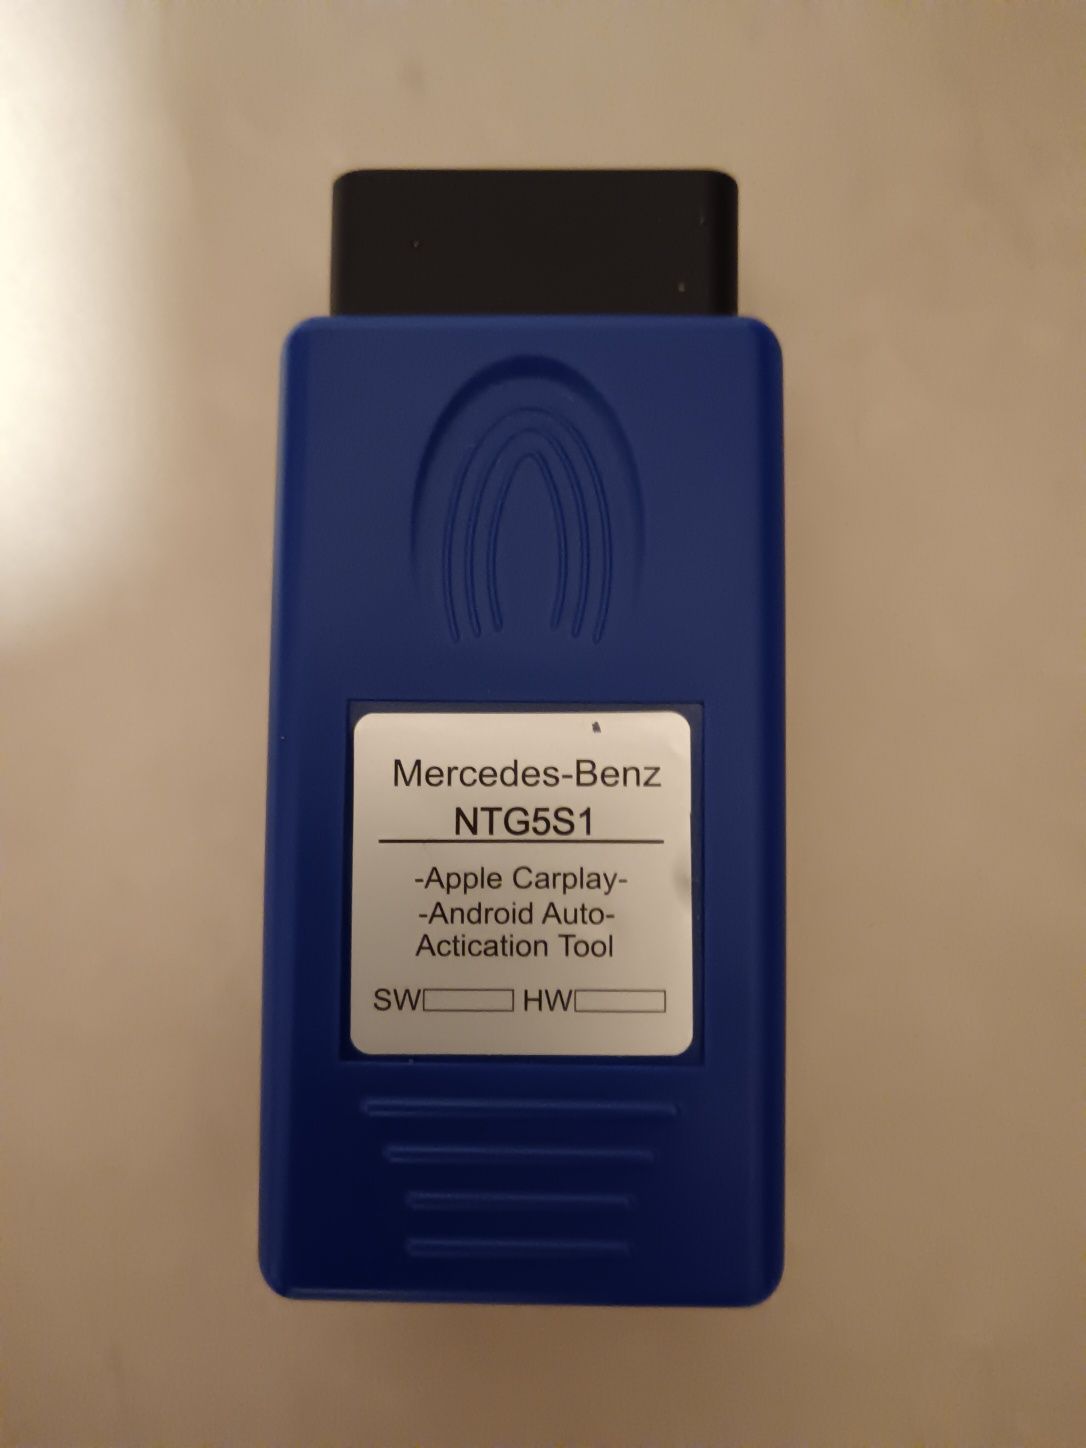 Mercedes-Benz
NTG5S1
-Apple Carplay-
-Android Auto-
Actication Tool
SW HW